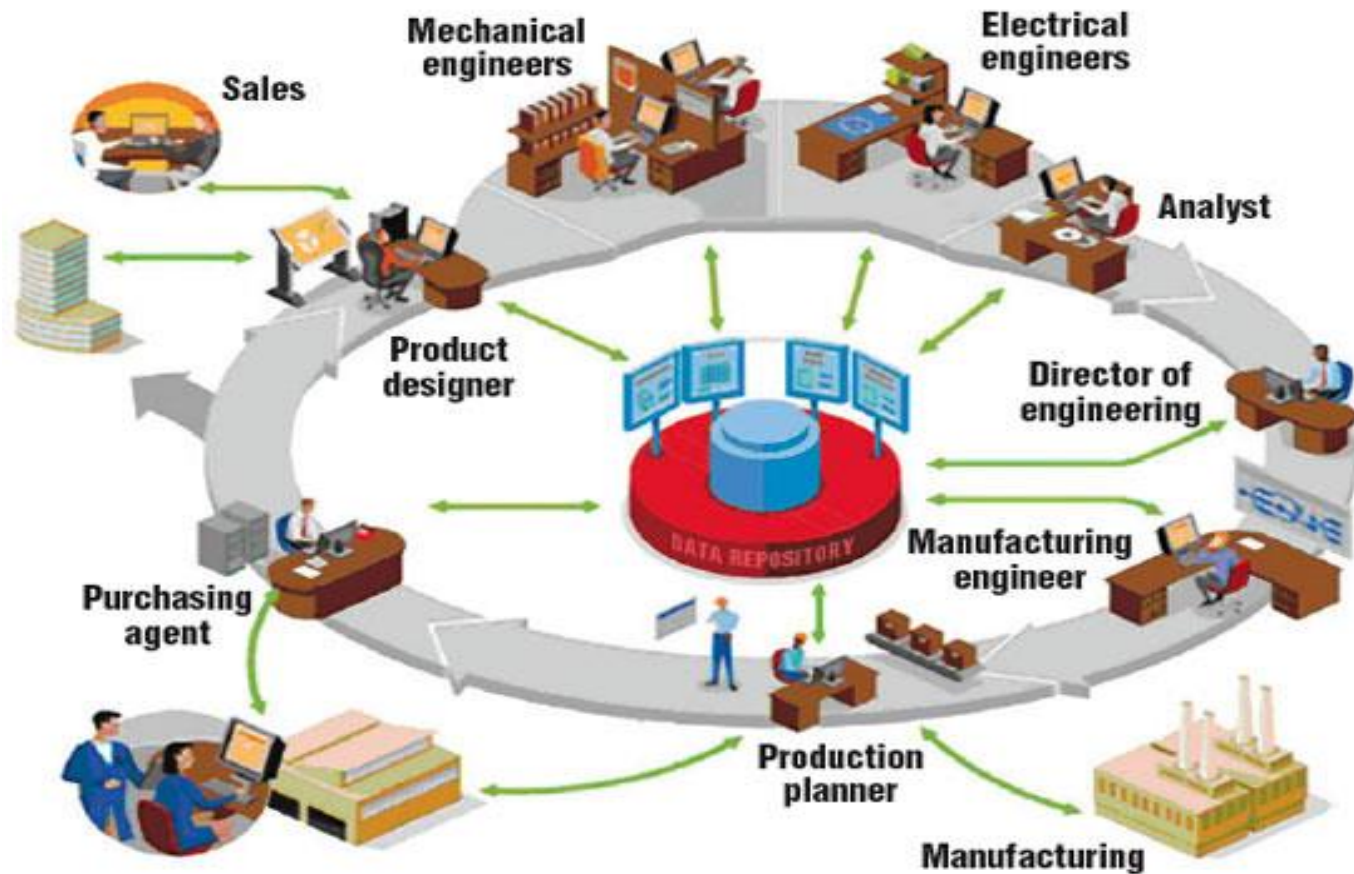 Mechanical
engineers
Electrical
engineers
Sales
Analyst
Product
designer
Director of
engineering
DATA REPOSITORY
Manufacturing
engineer
Purchasing
agent
Production
planner
Manufacturing